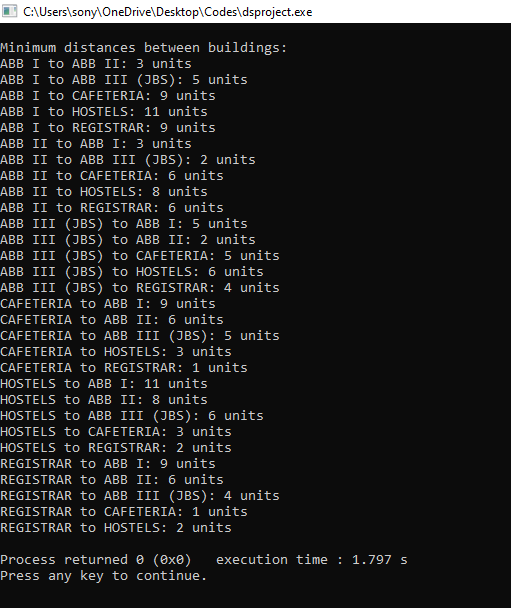 C:\Users\sony\OneDrive\Desktop\Codes\dsproject.exe
Minimum distances between buildings:
ABB I to ABB II: 3 units
ABB I to ABB III (JBS): 5 units
ABB I to CAFETERIA: 9 units
ABB I to HOSTELS: 11 units
ABB I to REGISTRAR: 9 units
ABB II to ABB I: 3 units
ABB II to ABB III (JBS): 2 units
ABB II to CAFETERIA: 6 units
ABB II to HOSTELS: 8 units
ABB II to REGISTRAR: 6 units
ABB III (JBS) to ABB I: 5 units
ABB III (JBS) to ABB II: 2 units
ABB III (JBS) to CAFETERIA: 5 units
ABB III (JBS) to HOSTELS: 6 units
ABB III (JBS) to REGISTRAR: 4 units
CAFETERIA to ABB I: 9 units
CAFETERIA to ABB II: 6 units
CAFETERIA to ABB III (JBS): 5 units
CAFETERIA to HOSTELS: 3 units
CAFETERIA to REGISTRAR: 1 units
HOSTELS to ABB I: 11 units
HOSTELS to ABB II: 8 units
HOSTELS to ABB III (JBS): 6 units
HOSTELS to CAFETERIA: 3 units
HOSTELS to REGISTRAR: 2 units
REGISTRAR to ABB I: 9 units
REGISTRAR to ABB II: 6 units
REGISTRAR to ABB III (JBS): 4 units
REGISTRAR to CAFETERIA: 1 units
REGISTRAR to HOSTELS: 2 units
Process returned 0 (0x0)   execution time : 1.797 s
Press any key to continue.